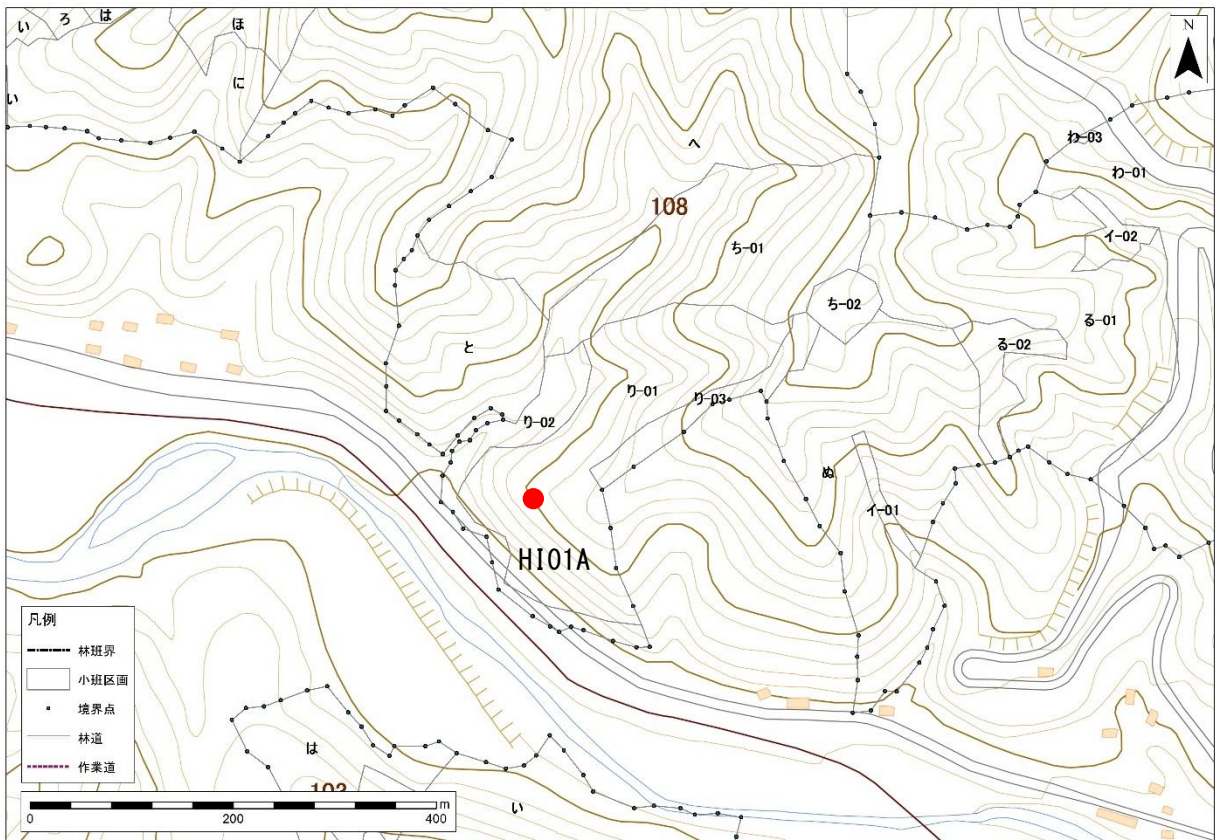 い ろ は
ほ
N
に
い
へ
わ-03
わ-01
108
ち-01
イ-02
ち-02
る-01
る-02
と
り-01
り-03
り-02
ぬ
イ-01
HI01A
凡例
林班界
小班区画
境界点
林道
作業道
は
い
0 200 400 m